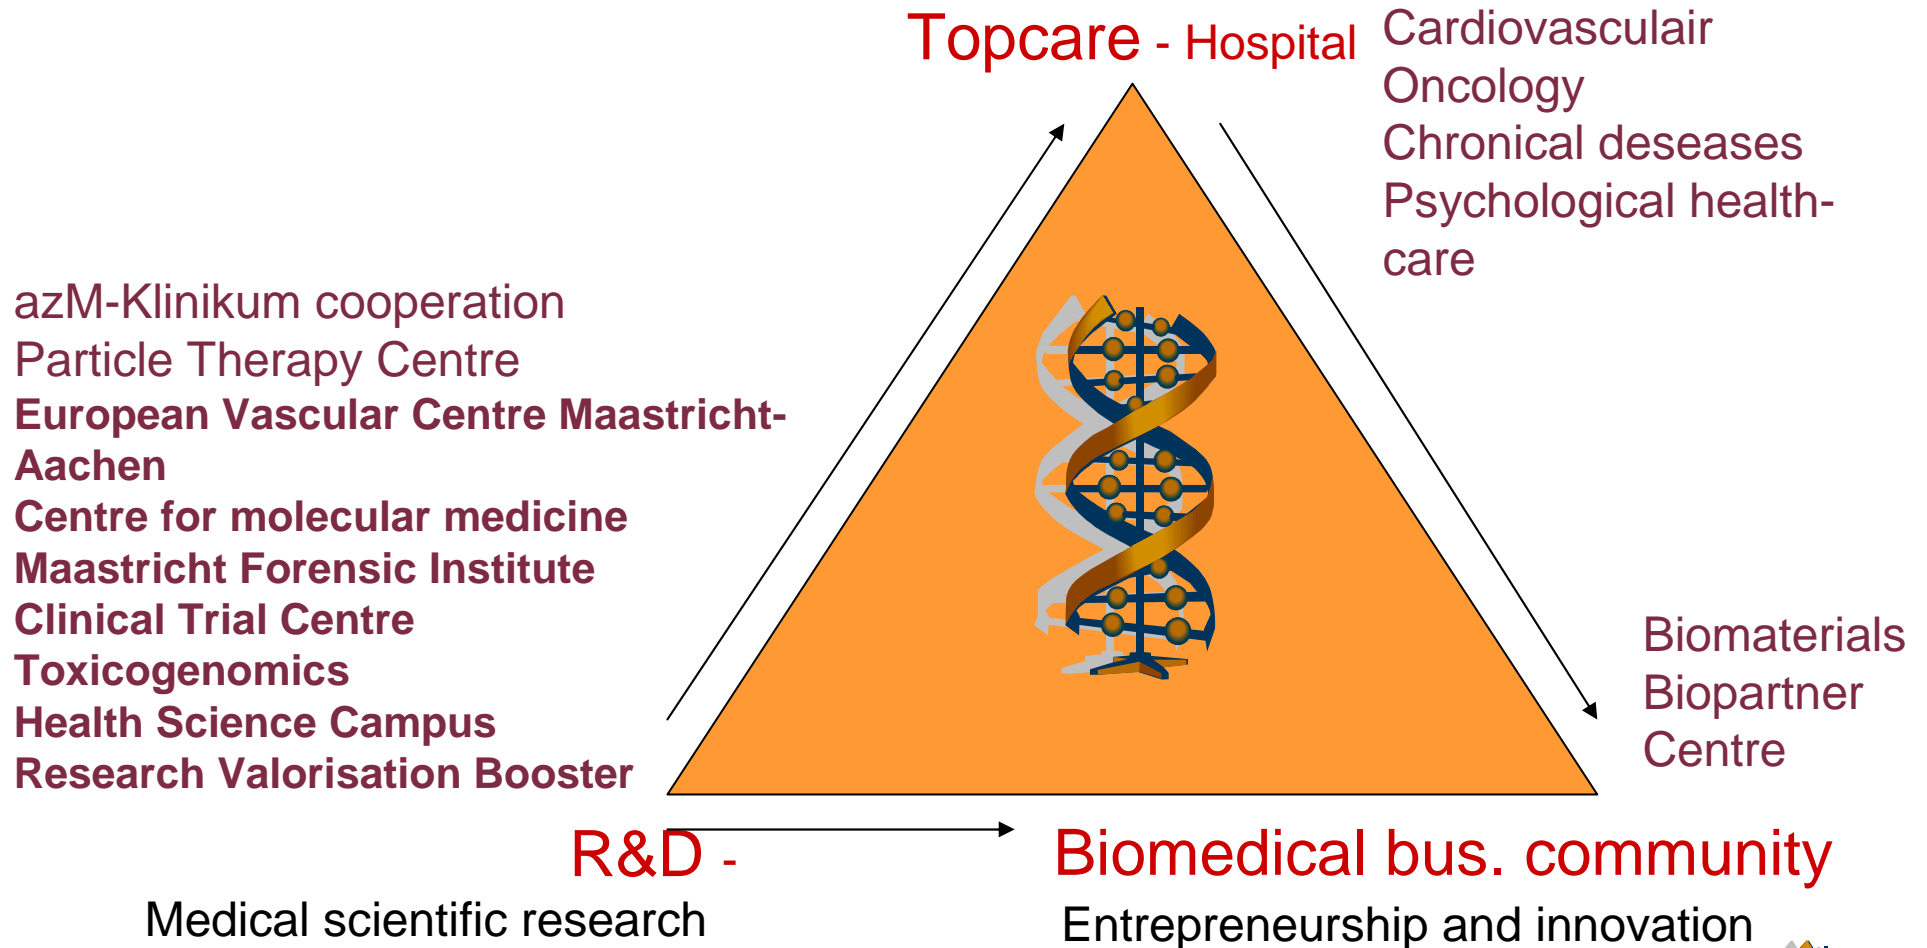 Topcare - Hospital
Cardiovasculair
Oncology
Chronical deseases
Psychological health-
care
azM-Klinikum cooperation
Particle Therapy Centre
European Vascular Centre Maastricht-
Aachen
Centre for molecular medicine
Maastricht Forensic Institute
Clinical Trial Centre
Toxicogenomics
Health Science Campus
Research Valorisation Booster
Biomaterials
Biopartner
Centre
R&D -
Biomedical bus. community
Medical scientific research
Entrepreneurship and innovation